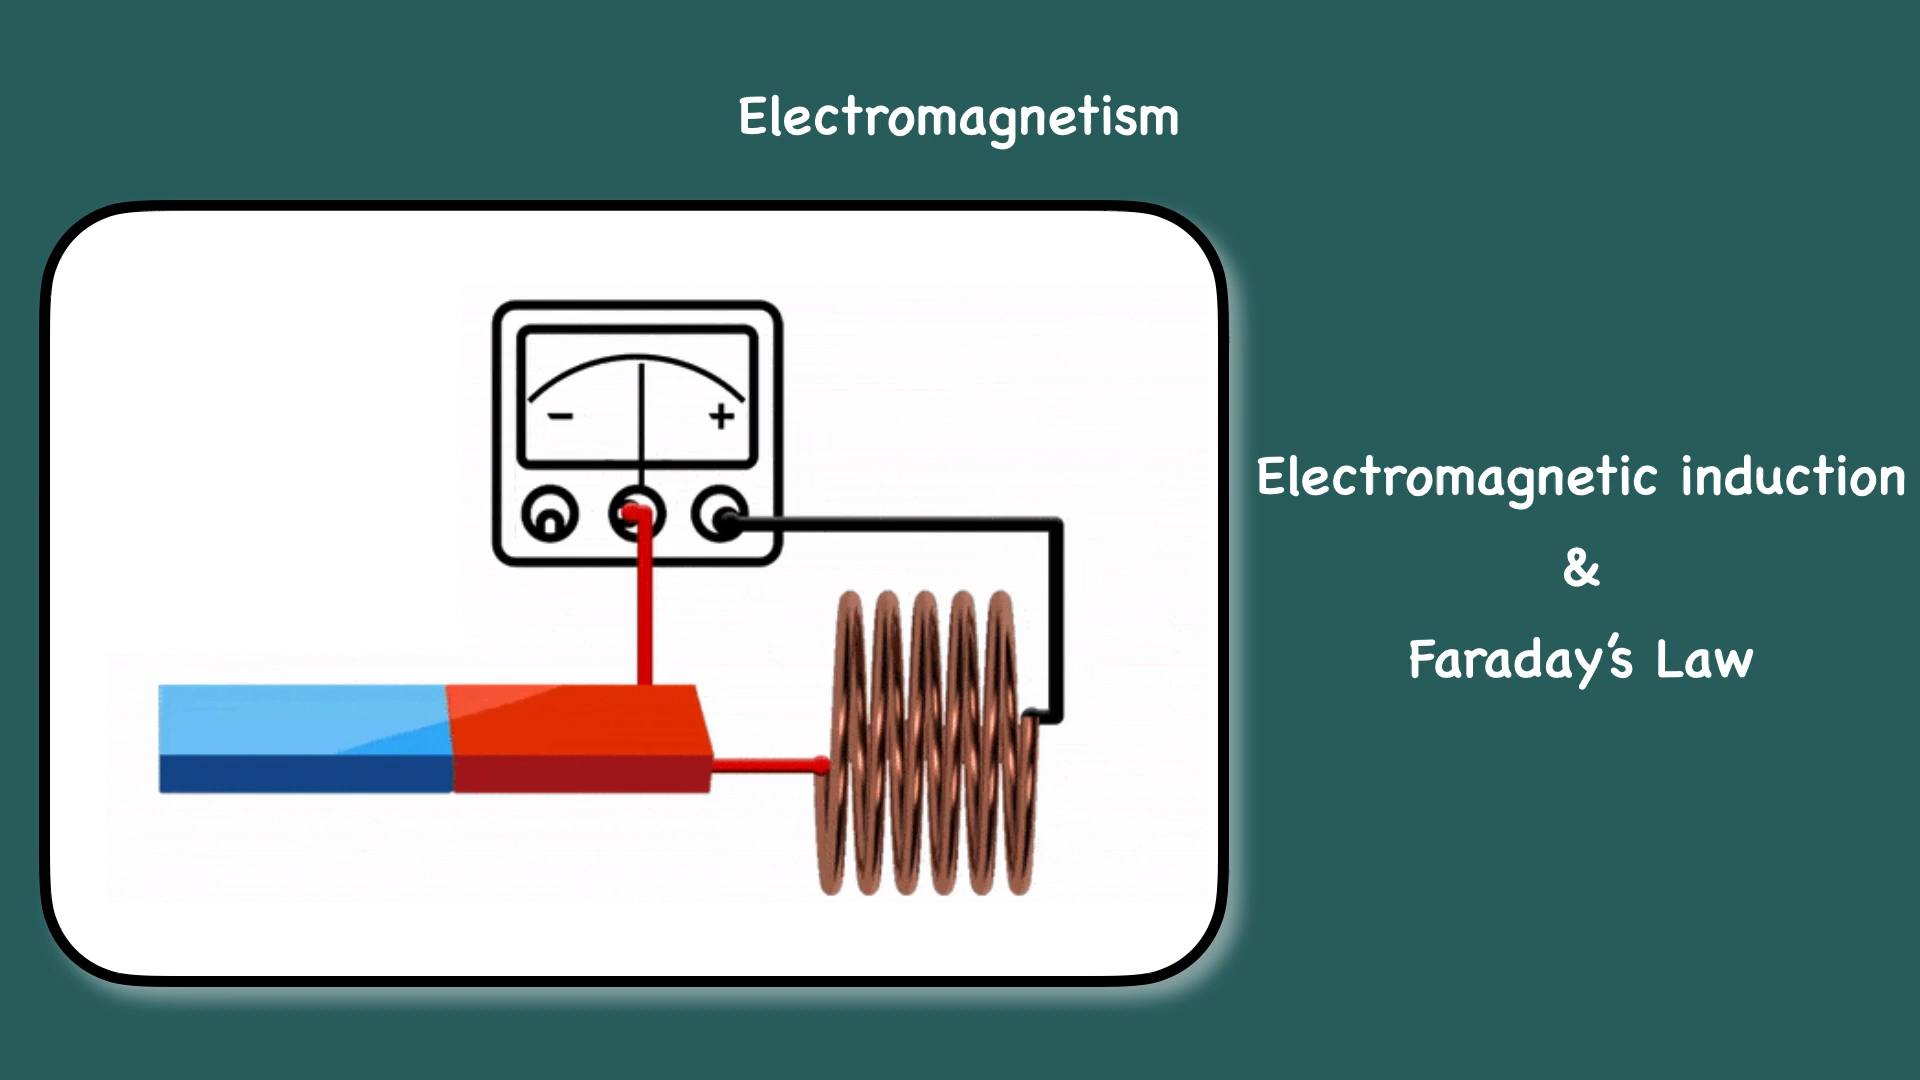 Electromagnetism
− +
Electromagnetic induction
&
Faraday's Law